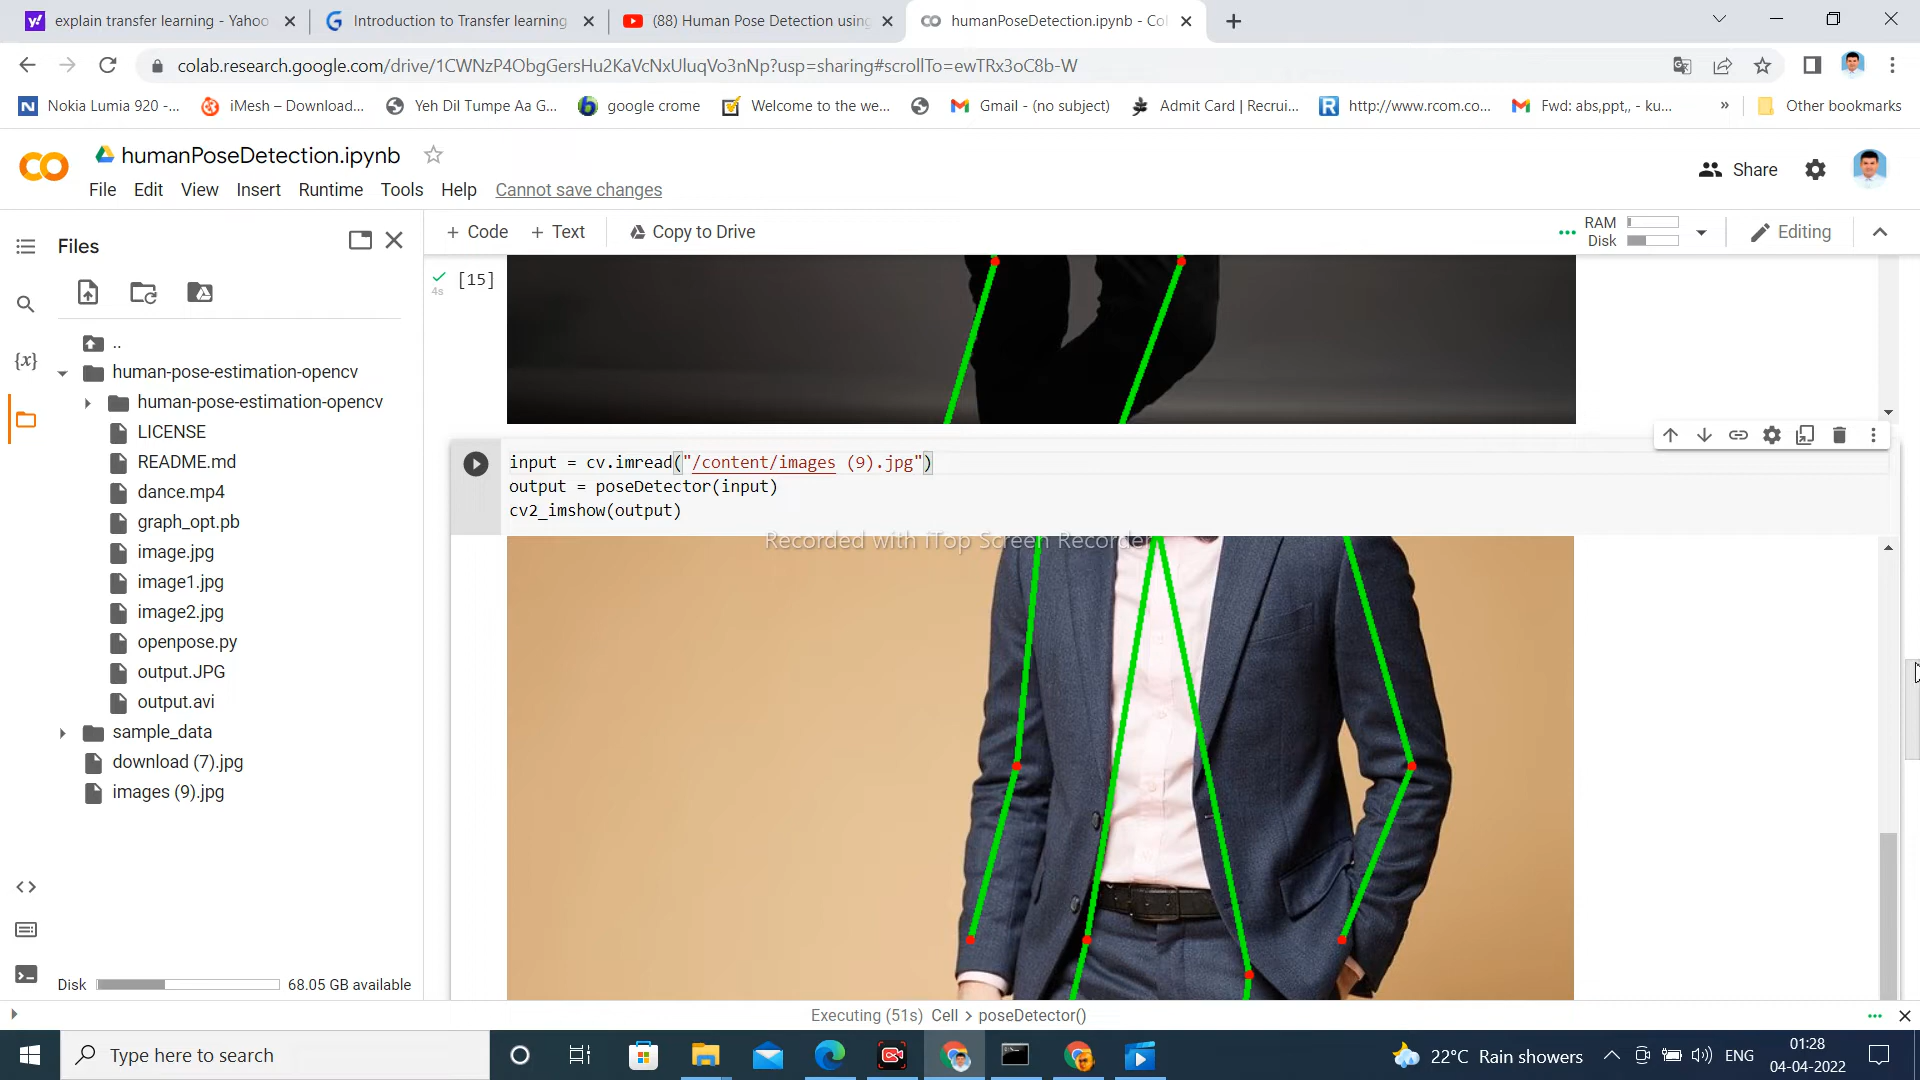 explain transfer learning - Yahoo
Introduction to Transfer learning
(88) Human Pose Detection using
humanPoseDetection.ipynb - Col
colab.research.google.com/drive/1CWNzP4ObgGersHu2KaVcNxUluqVo3nNp?usp=sharing#scrollTo=ewTRx3oC8b-W
Nokia Lumia 920 -...
iMesh – Download...
Yeh Dil Tumpe Aa G...
google crome
Welcome to the we...
Gmail - (no subject)
Admit Card | Recrui...
http://www.rcom.co...
Fwd: abs,ppt,, - ku...
»
Other bookmarks
humanPoseDetection.ipynb
File Edit View Insert Runtime Tools Help Cannot save changes
Share
Files
+ Code + Text Copy to Drive
RAM
Disk
Editing
[15]
4s
..
human-pose-estimation-opencv
human-pose-estimation-opencv
LICENSE
README.md
dance.mp4
graph_opt.pb
image.jpg
image1.jpg
image2.jpg
openpose.py
output.JPG
output.avi
sample_data
download (7).jpg
images (9).jpg
{x}
input = cv.imread("/content/images (9).jpg")
output = poseDetector(input)
cv2_imshow(output)
Recorded with iTop Screen Recorder
Disk 68.05 GB available
Executing (51s) Cell > poseDetector()
Type here to search
22°C Rain showers
ENG
01:28
04-04-2022